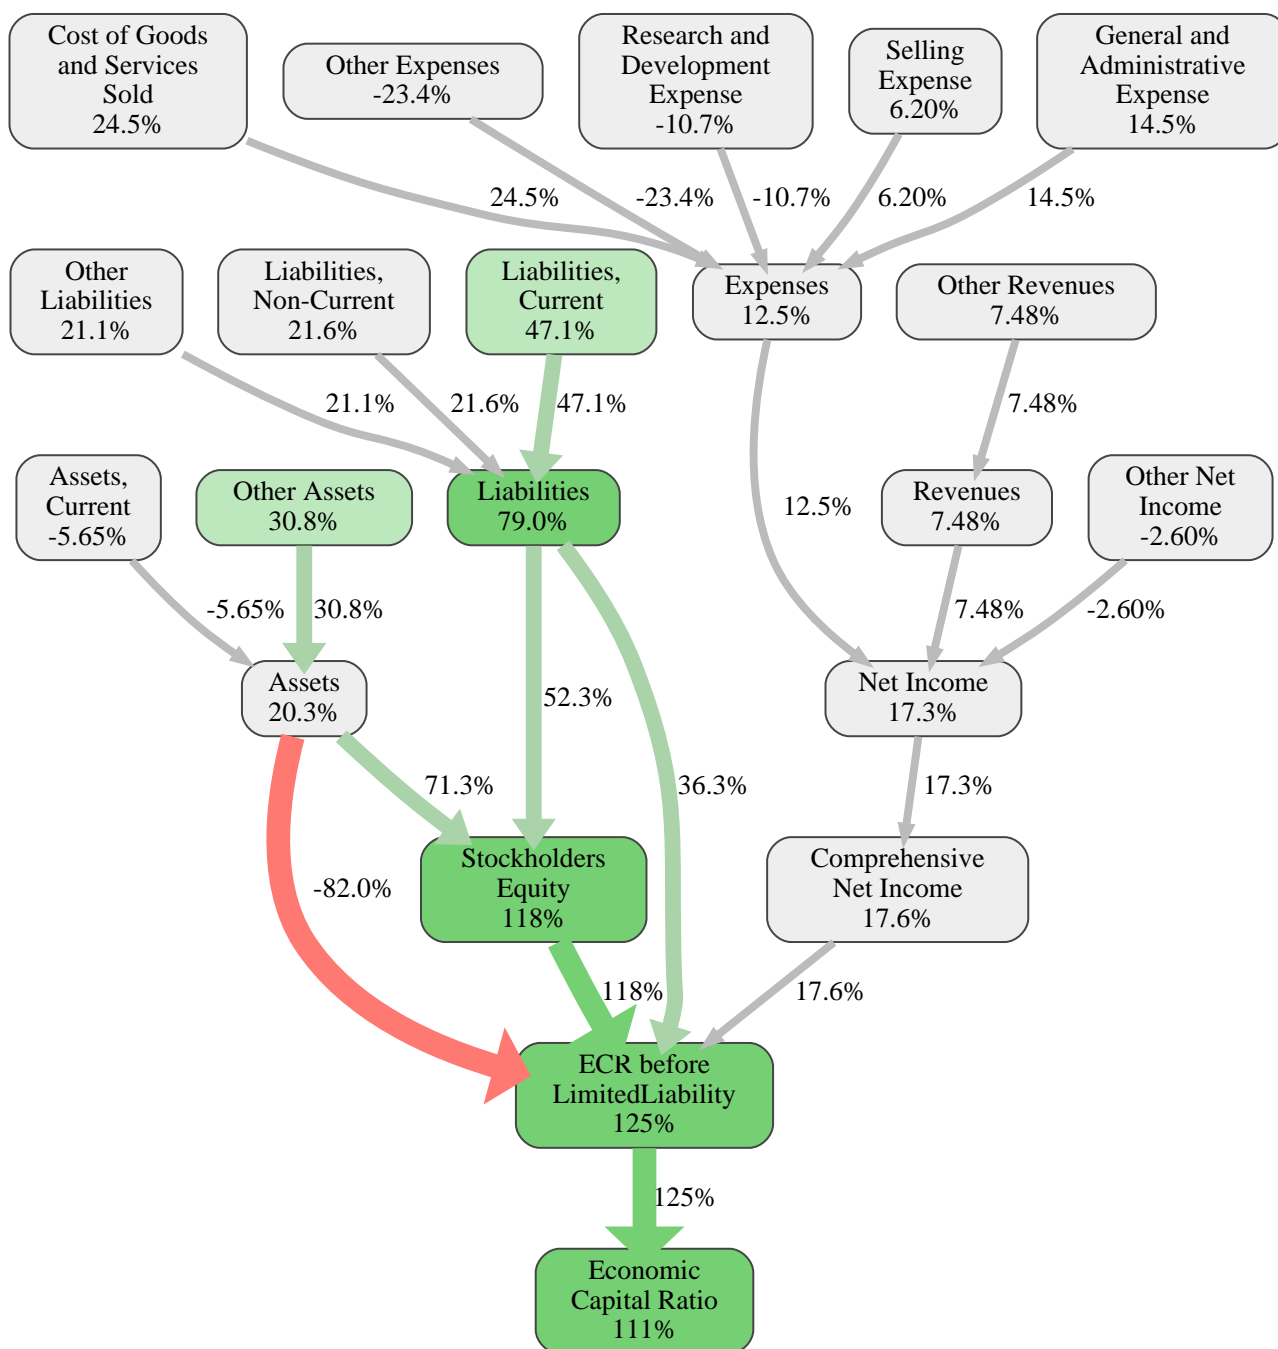 Cost of Goods
and Services
Sold
24.5%
Other Expenses
-23.4%
Research and
Development
Expense
-10.7%
Selling
Expense
6.20%
General and
Administrative
Expense
14.5%
24.5%
-23.4%
-10.7%
6.20%
14.5%
Other
Liabilities
21.1%
Liabilities,
Non-Current
21.6%
Liabilities,
Current
47.1%
Expenses
12.5%
Other Revenues
7.48%
21.1%
21.6%
47.1%
7.48%
Assets,
Current
-5.65%
Other Assets
30.8%
Liabilities
79.0%
12.5%
Revenues
7.48%
Other Net
Income
-2.60%
-5.65%
30.8%
7.48%
-2.60%
Assets
20.3%
52.3%
Net Income
17.3%
71.3%
36.3%
17.3%
-82.0%
Stockholders
Equity
118%
Comprehensive
Net Income
17.6%
118%
17.6%
ECR before
LimitedLiability
125%
125%
Economic
Capital Ratio
111%